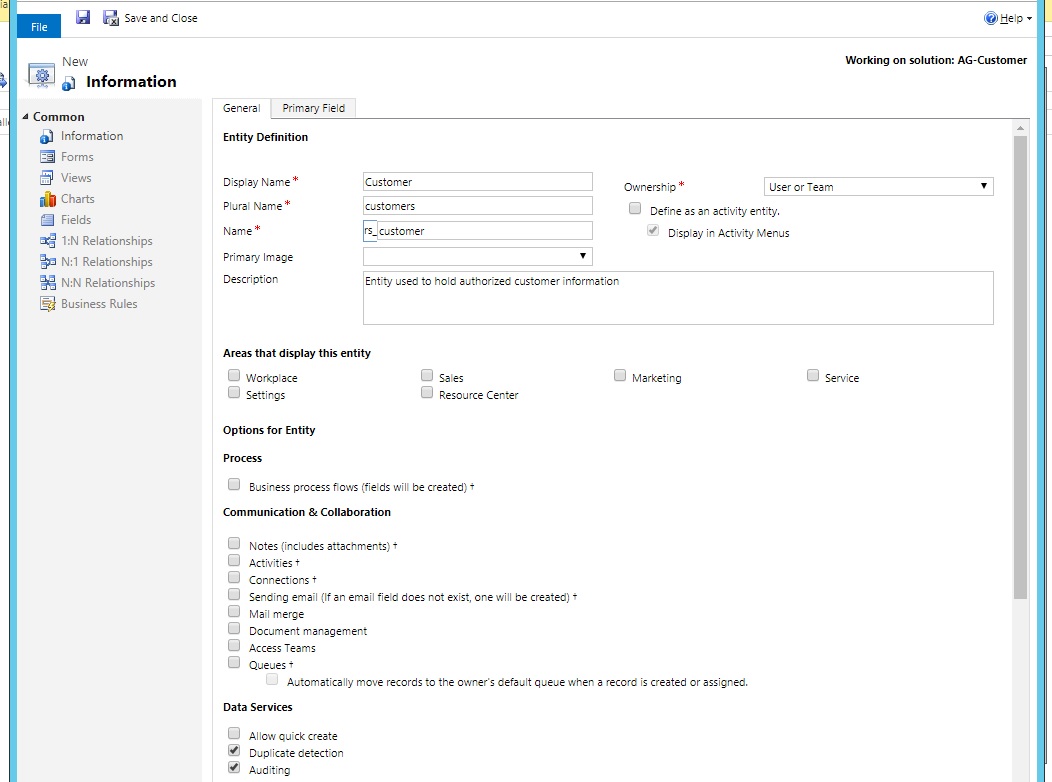 File
Save and Close
Help
New
Information
Working on solution: AG-Customer
Common
Information
Forms
Views
Charts
Fields
1:N Relationships
N:1 Relationships
N:N Relationships
Business Rules
General
Primary Field
Entity Definition
Display Name *
Customer
Ownership *
User or Team
Plural Name *
customers
Define as an activity entity.
Name *
rs_customer
Display in Activity Menus
Primary Image
Description
Entity used to hold authorized customer information
Areas that display this entity
Workplace
Sales
Marketing
Service
Settings
Resource Center
Options for Entity
Process
Business process flows (fields will be created) †
Communication & Collaboration
Notes (includes attachments) †
Activities †
Connections †
Sending email (If an email field does not exist, one will be created) †
Mail merge
Document management
Access Teams
Queues †
Automatically move records to the owner's default queue when a record is created or assigned.
Data Services
Allow quick create
Duplicate detection
Auditing